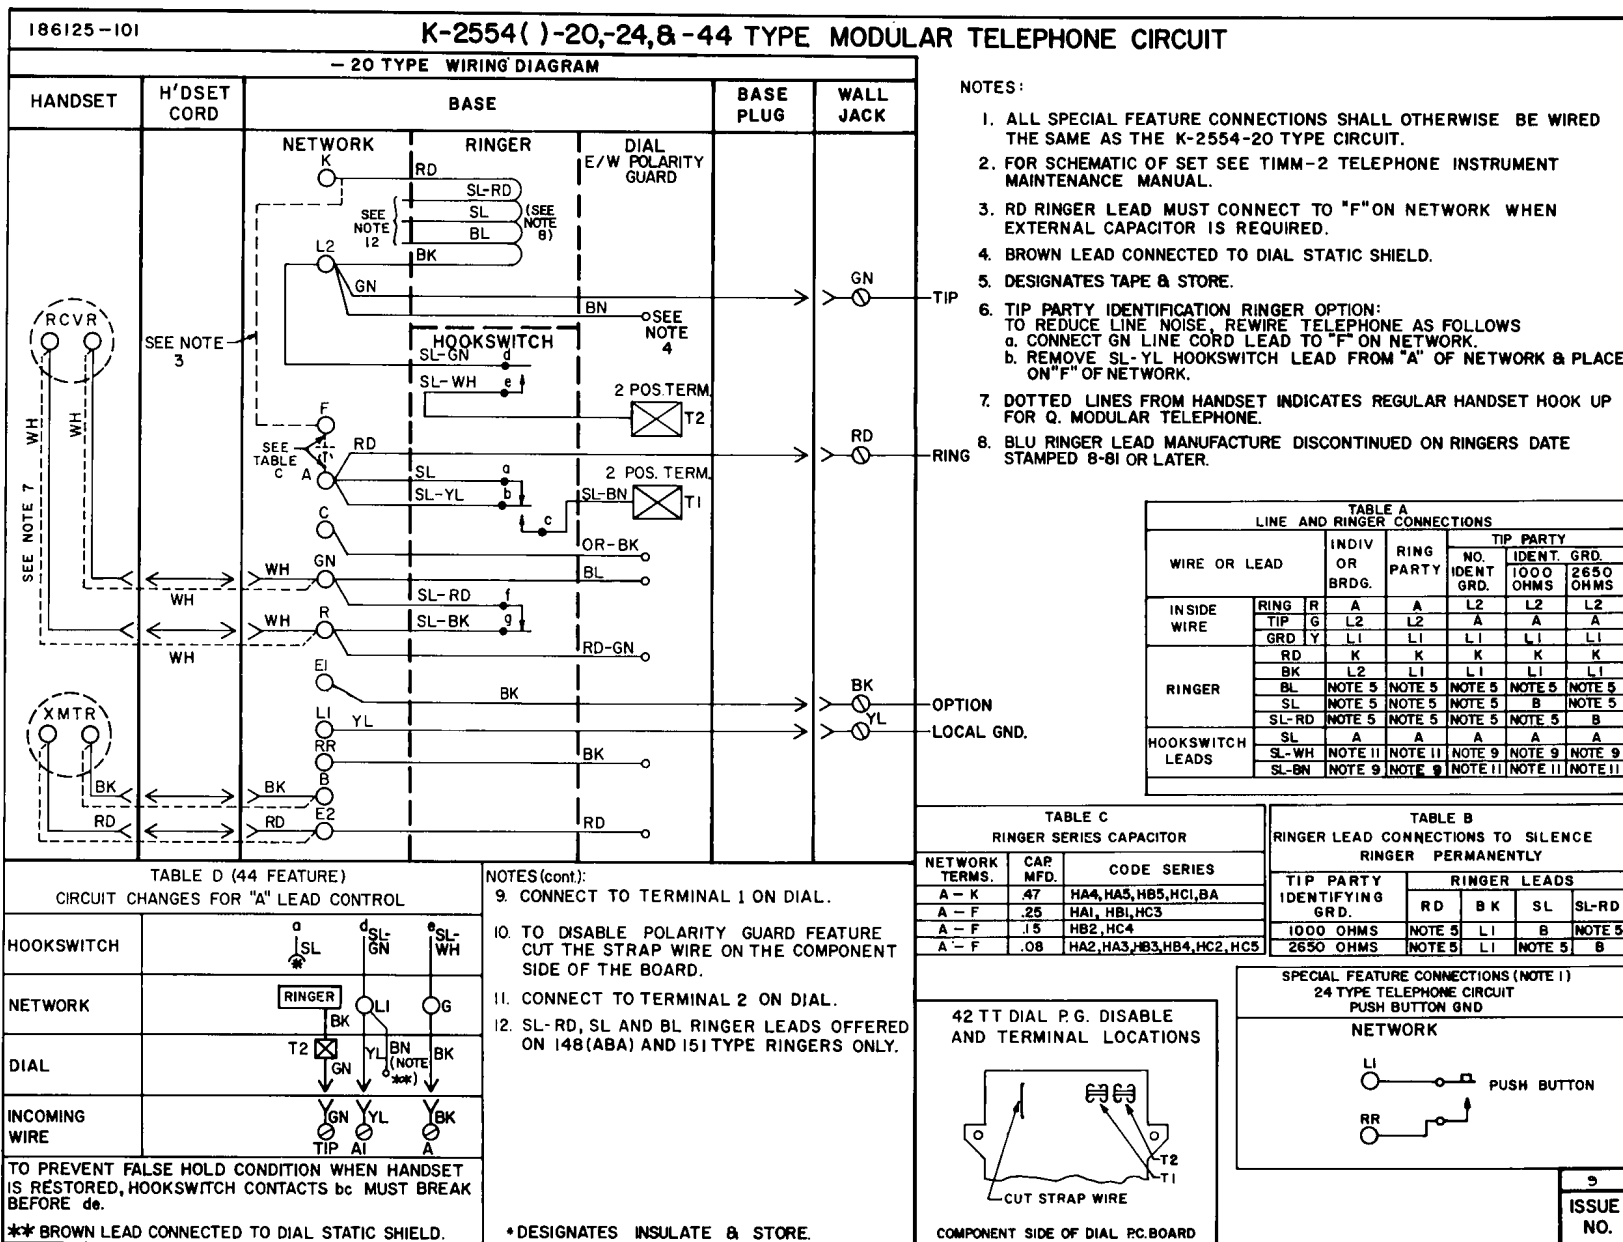 186125-101
K-2554( )-20,-24,&-44 TYPE MODULAR TELEPHONE CIRCUIT
-20 TYPE WIRING DIAGRAM
HANDSET
H'DSET CORD
BASE
BASE PLUG
WALL JACK
NETWORK
RINGER
DIAL
E/W POLARITY
GUARD
K
RD
SL-RD
SL
BL
BK
SEE NOTE 12
(SEE NOTE 8)
L2
GN
BN
SEE NOTE 4
GN
TIP
RCVR
SEE NOTE 3
HOOKSWITCH
SL-GN d
SL-WH e
2 POS.TERM.
T2
WH
WH
F
SEE TABLE C
A
RD
RD
RING
SL a
SL-YL b
c
SL-BN
2 POS. TERM.
T1
SEE NOTE 7
C
OR-BK
GN
WH
BL
WH
SL-RD f
SL-BK g
R
WH
WH
RD-GN
E1
BK
BK
OPTION
XMTR
L1
YL
YL
LOCAL GND.
RR
BK
B
BK
BK
E2
RD
RD
RD
NOTES:
1. ALL SPECIAL FEATURE CONNECTIONS SHALL OTHERWISE BE WIRED
THE SAME AS THE K-2554-20 TYPE CIRCUIT.
2. FOR SCHEMATIC OF SET SEE TIMM-2 TELEPHONE INSTRUMENT
MAINTENANCE MANUAL.
3. RD RINGER LEAD MUST CONNECT TO "F" ON NETWORK WHEN
EXTERNAL CAPACITOR IS REQUIRED.
4. BROWN LEAD CONNECTED TO DIAL STATIC SHIELD.
5. DESIGNATES TAPE & STORE.
6. TIP PARTY IDENTIFICATION RINGER OPTION:
TO REDUCE LINE NOISE, REWIRE TELEPHONE AS FOLLOWS
a. CONNECT GN LINE CORD LEAD TO "F" ON NETWORK.
b. REMOVE SL-YL HOOKSWITCH LEAD FROM "A" OF NETWORK & PLACE
ON "F" OF NETWORK.
7. DOTTED LINES FROM HANDSET INDICATES REGULAR HANDSET HOOK UP
FOR Q. MODULAR TELEPHONE.
8. BLU RINGER LEAD MANUFACTURE DISCONTINUED ON RINGERS DATE
STAMPED 8-81 OR LATER.
TABLE A
LINE AND RINGER CONNECTIONS
WIRE OR LEAD
INDIV OR BRDG.
RING PARTY
TIP PARTY
NO. IDENT GRD.
IDENT. GRD.
1000 OHMS
2650 OHMS
INSIDE WIRE
RING R A A L2 L2 L2
TIP G L2 L2 A A A
GRD Y L1 L1 L1 L1 L1
RINGER
RD K K K K K
BK L2 L1 L1 L1 L1
BL NOTE 5 NOTE 5 NOTE 5 NOTE 5 NOTE 5
SL NOTE 5 NOTE 5 NOTE 5 B NOTE 5
SL-RD NOTE 5 NOTE 5 NOTE 5 NOTE 5 B
HOOKSWITCH LEADS
SL A A A A A
SL-WH NOTE 11 NOTE 11 NOTE 9 NOTE 9 NOTE 9
SL-BN NOTE 9 NOTE 9 NOTE 11 NOTE 11 NOTE 11
TABLE C
RINGER SERIES CAPACITOR
NETWORK TERMS. CAP. MFD. CODE SERIES
A-K .47 HA4,HA5,HB5,HC1,BA
A-F .25 HA1, HB1,HC3
A-F .15 HB2, HC4
A-F .08 HA2,HA3,HB3,HB4,HC2,HC5
TABLE B
RINGER LEAD CONNECTIONS TO SILENCE
RINGER PERMANENTLY
TIP PARTY IDENTIFYING GRD.
RINGER LEADS
RD BK SL SL-RD
1000 OHMS NOTE 5 L1 B NOTE 5
2650 OHMS NOTE 5 L1 NOTE 5 B
TABLE D (44 FEATURE)
CIRCUIT CHANGES FOR "A" LEAD CONTROL
HOOKSWITCH
a
SL
*
d
SL-GN
e
SL-WH
NETWORK
RINGER
BK
L1
G
DIAL
T2
GN
YL
BN
(NOTE **)
BK
INCOMING WIRE
GN
YL
BK
TIP
A1
A
TO PREVENT FALSE HOLD CONDITION WHEN HANDSET
IS RESTORED, HOOKSWITCH CONTACTS bc MUST BREAK
BEFORE de.
** BROWN LEAD CONNECTED TO DIAL STATIC SHIELD.
NOTES (cont.):
9. CONNECT TO TERMINAL 1 ON DIAL.
10. TO DISABLE POLARITY GUARD FEATURE
CUT THE STRAP WIRE ON THE COMPONENT
SIDE OF THE BOARD.
11. CONNECT TO TERMINAL 2 ON DIAL.
12. SL-RD, SL AND BL RINGER LEADS OFFERED
ON 148(ABA) AND 151 TYPE RINGERS ONLY.
* DESIGNATES INSULATE & STORE.
42 TT DIAL P.G. DISABLE
AND TERMINAL LOCATIONS
T2
T1
CUT STRAP WIRE
COMPONENT SIDE OF DIAL P.C. BOARD
SPECIAL FEATURE CONNECTIONS (NOTE 1)
24 TYPE TELEPHONE CIRCUIT
PUSH BUTTON GND
NETWORK
L1
PUSH BUTTON
RR
9
ISSUE
NO.